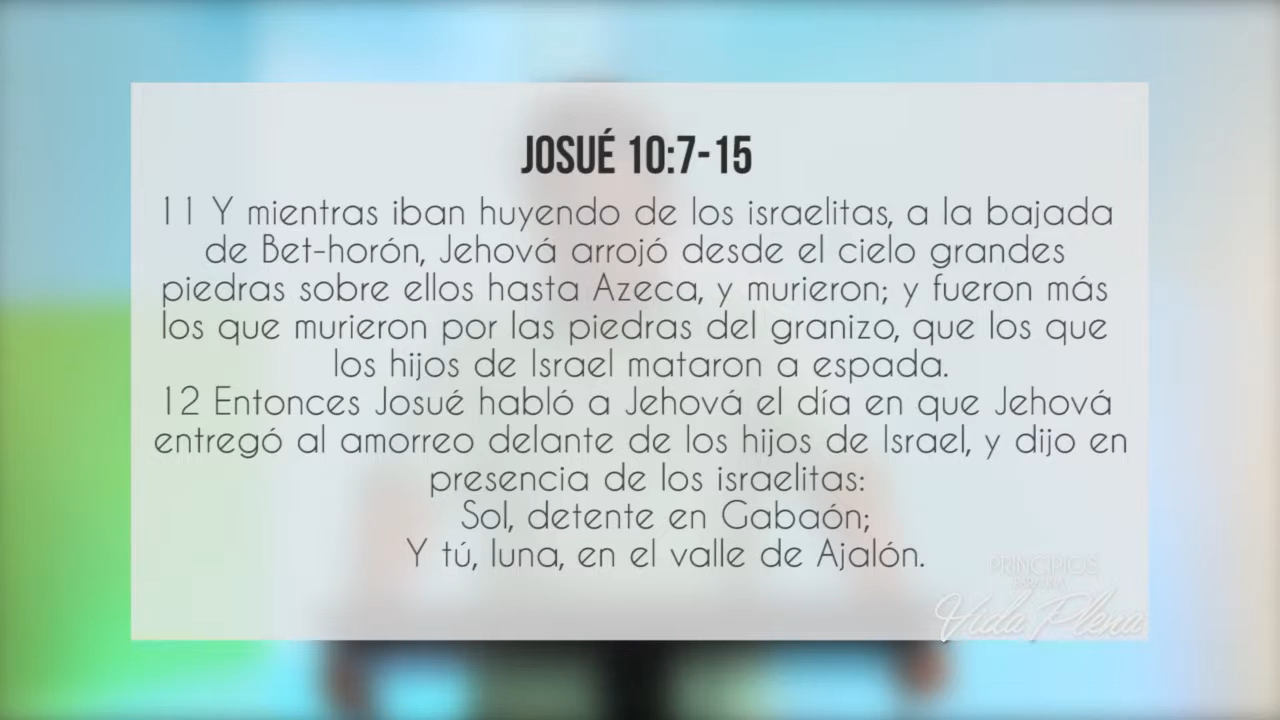 JOSUÉ 10:7-15
11 Y mientras iban huyendo de los israelitas, a la bajada
de Bet-horón, Jehová arrojó desde el cielo grandes
piedras sobre ellos hasta Azeca, y murieron; y fueron más
los que murieron por las piedras del granizo, que los que
los hijos de Israel mataron a espada.
12 Entonces Josué habló a Jehová el día en que Jehová
entregó al amorreo delante de los hijos de Israel, y dijo en
presencia de los israelitas:
Sol, detente en Gabaón;
Y tú, luna, en el valle de Ajalón.
PRINCIPIOS
PARA LA
Vida Plena